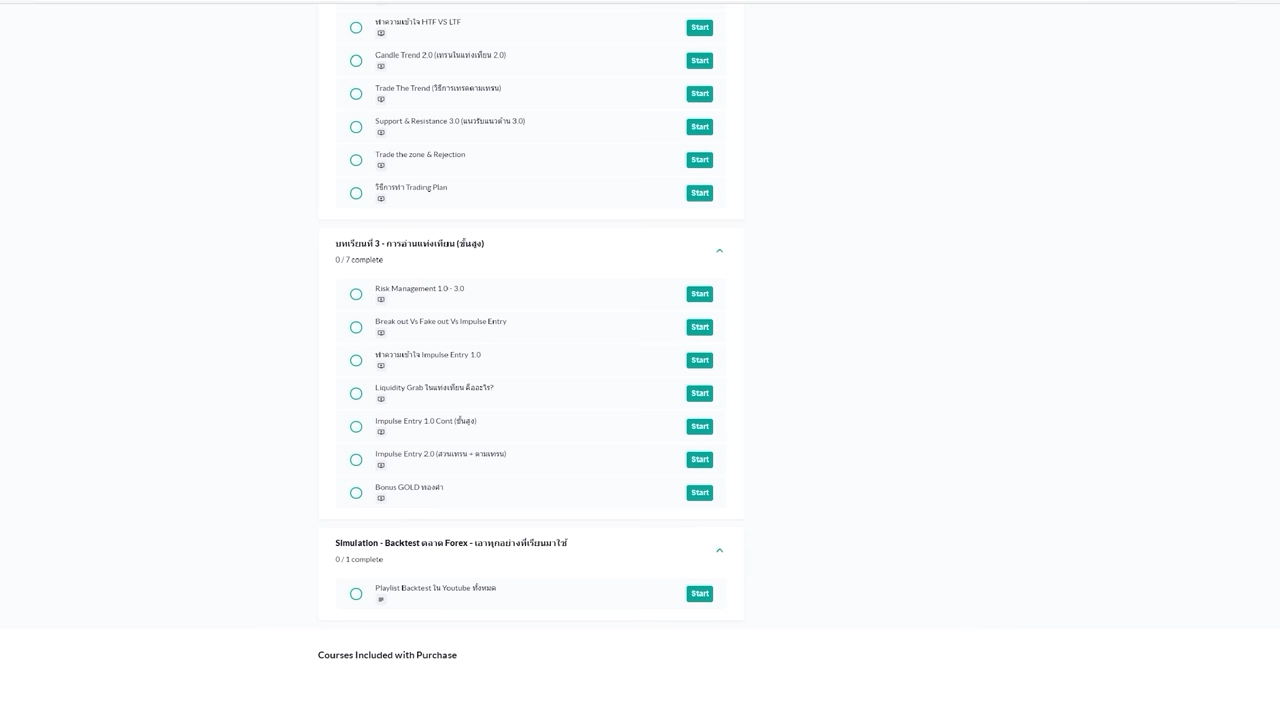 ทำความเข้าใจ HTF VS LTF
Start
Candle Trend 2.0 (เทรนในแท่งเทียน 2.0)
Start
Trade The Trend (วิธีการเทรดตามเทรน)
Start
Support & Resistance 3.0 (แนวรับแนวต้าน 3.0)
Start
Trade the zone & Rejection
Start
วิธีการทำ Trading Plan
Start
บทเรียนที่ 3 - การอ่านแท่งเทียน (ขั้นสูง)
0 / 7 complete
Risk Management 1.0 - 3.0
Start
Break out Vs Fake out Vs Impulse Entry
Start
ทำความเข้าใจ Impulse Entry 1.0
Start
Liquidity Grab ในแท่งเทียน คืออะไร?
Start
Impulse Entry 1.0 Cont (ขั้นสูง)
Start
Impulse Entry 2.0 (สวนเทรน + ตามเทรน)
Start
Bonus GOLD ทองคำ
Start
Simulation - Backtest ตลาด Forex - เอาทุกอย่างที่เรียนมาใช้
0 / 1 complete
Playlist Backtest ใน Youtube ทั้งหมด
Start
Courses Included with Purchase